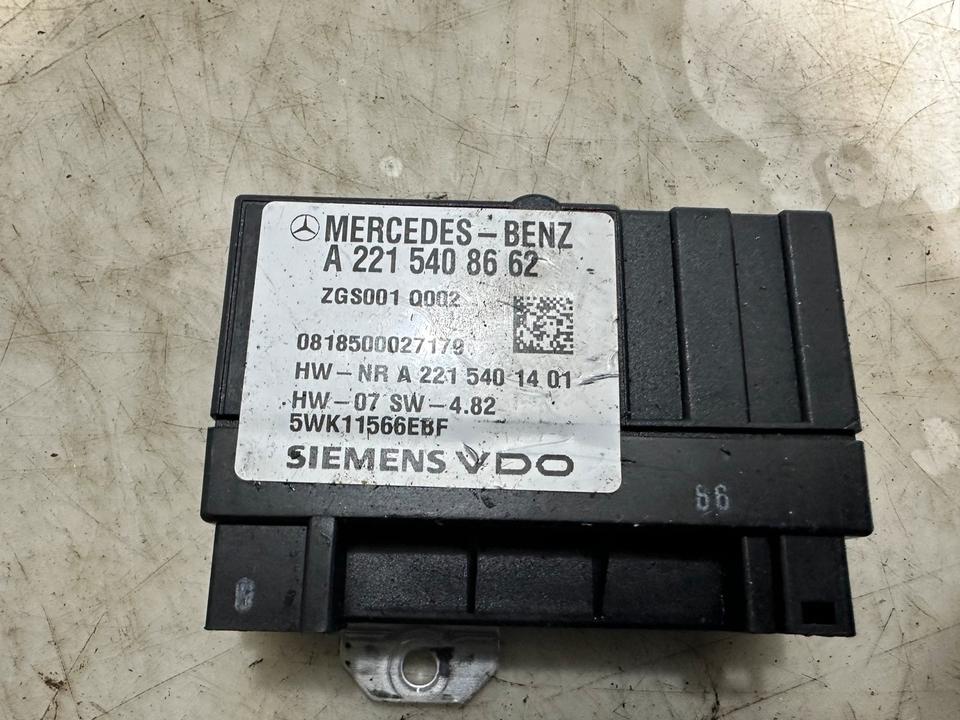 MERCEDES-BENZ
A 221 540 86 62
ZGS001 Q002
0818500027179
HW-NR A 221 540 14 01
HW-07 SW-4.82
5WK11566EBF
SIEMENS VDO
66